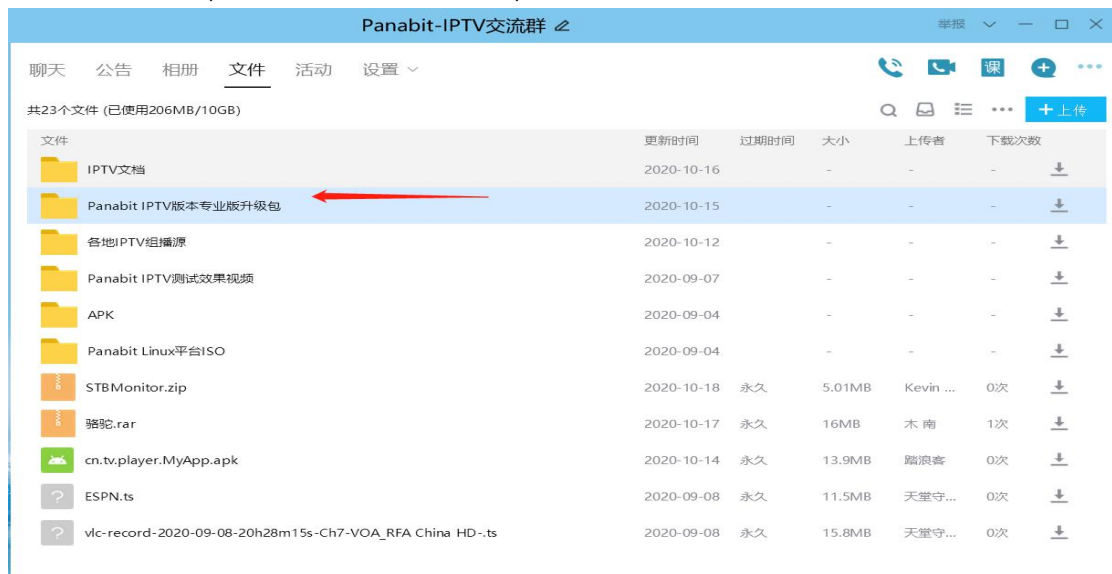 Panabit-IPTV交流群 举报
聊天 公告 相册 文件 活动 设置 课
共23个文件 (已使用206MB/10GB) +上传
文件 更新时间 过期时间 大小 上传者 下载次数
IPTV文档 2020-10-16 - - -
Panabit IPTV版本专业版升级包 2020-10-15 - - -
各地IPTV组播源 2020-10-12 - - -
Panabit IPTV测试效果视频 2020-09-07 - - -
APK 2020-09-04 - - -
Panabit Linux平台ISO 2020-09-04 - - -
STBMonitor.zip 2020-10-18 永久 5.01MB Kevin ... 0次
骆驼.rar 2020-10-17 永久 16MB 木南 1次
cn.tv.player.MyApp.apk 2020-10-14 永久 13.9MB 踏浪客 0次
ESPN.ts 2020-09-08 永久 11.5MB 天堂守... 0次
vlc-record-2020-09-08-20h28m15s-Ch7-VOA_RFA China HD-.ts 2020-09-08 永久 15.8MB 天堂守... 0次